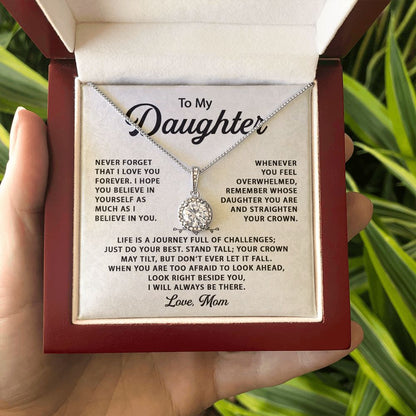 To My
Daughter
NEVER FORGET
THAT I LOVE YOU
FOREVER. I HOPE
YOU BELIEVE IN
YOURSELF AS
MUCH AS I
BELIEVE IN YOU.
WHENEVER
YOU FEEL
OVERWHELMED,
REMEMBER WHOSE
DAUGHTER YOU ARE
AND STRAIGHTEN
YOUR CROWN.
LIFE IS A JOURNEY FULL OF CHALLENGES;
JUST DO YOUR BEST. STAND TALL; YOUR CROWN
MAY TILT, BUT DON'T EVER LET IT FALL.
WHEN YOU ARE TOO AFRAID TO LOOK AHEAD,
LOOK RIGHT BESIDE YOU,
I WILL ALWAYS BE THERE.
Love, Mom